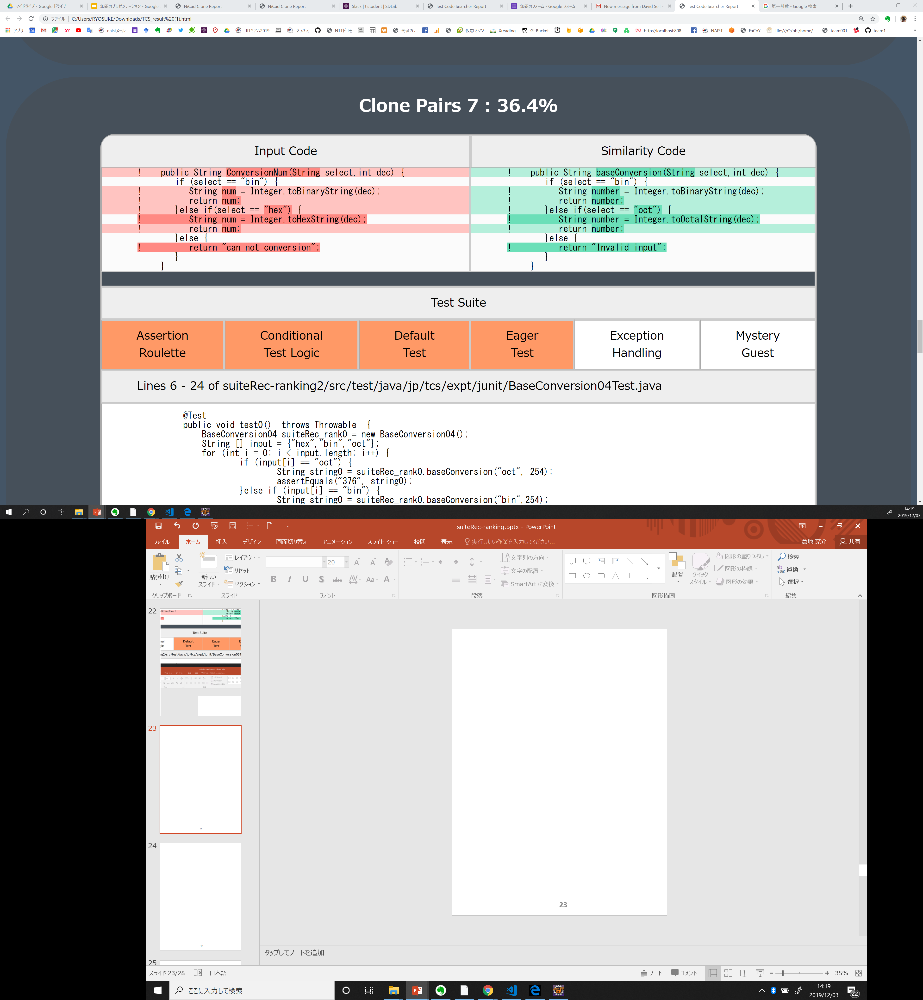 マイドライブ - Google ドライブ
無題のプレゼンテーション - Google
NiCad Clone Report
NiCad Clone Report
Slack | ! student | SDLab
Test Code Searcher Report
無題のフォーム - Google フォーム
New message from David Sell
Test Code Searcher Report
第一引数 - Google 検索
ファイル | C:/Users/RYOSUKE/Downloads/TCS_result%20(1).html
アプリ
naistメール
コロキアム2019
シラバス
NTTドコモ
発音カナ
仮想マシン
Xreading
GitBucket
http://localhost:808...
NAIST
FaCoY
file:///C:/pbl/home/...
team001
team1
Clone Pairs 7 : 36.4%
Input Code
! public String ConversionNum(String select,int dec) {
if (select == "bin") {
! String num = Integer.toBinaryString(dec);
! return num;
! }else if(select == "hex") {
! String num = Integer.toHexString(dec);
! return num;
}else {
! return "can not conversion";
}
}
Similarity Code
! public String baseConversion(String select,int dec) {
if (select == "bin") {
! String number = Integer.toBinaryString(dec);
! return number;
! }else if(select == "oct") {
! String number = Integer.toOctalString(dec);
! return number;
}else {
! return "Invalid input";
}
}
Test Suite
Assertion
Roulette
Conditional
Test Logic
Default
Test
Eager
Test
Exception
Handling
Mystery
Guest
Lines 6 - 24 of suiteRec-ranking2/src/test/java/jp/tcs/expt/junit/BaseConversion04Test.java
@Test
public void test0()  throws Throwable  {
BaseConversion04 suiteRec_rank0 = new BaseConversion04();
String [] input = {"hex","bin","oct"};
for (int i = 0; i < input.length; i++) {
if (input[i] == "oct") {
String string0 = suiteRec_rank0.baseConversion("oct", 254);
assertEquals("376", string0);
}else if (input[i] == "bin") {
String string0 = suiteRec_rank0.baseConversion("bin",254);
14:19
2019/12/03
suiteRec-ranking.pptx - PowerPoint
ファイル ホーム 挿入 デザイン 画面切り替え アニメーション スライド ショー 校閲 表示 実行したい作業を入力してください... 倉地 亮介 共有
貼り付け
クリップボード
新しい
スライド
レイアウト
リセット
セクション
スライド
20
B I U S abc AV Aa A
フォント
文字列の方向
文字の配置
SmartArt に変換
段落
配置
クイック
スタイル
図形の塗りつぶし
図形の枠線
図形の効果
図形描画
検索
置換
選択
編集
22
Test Suite
Default
Test
Eager
Test
23
23
24
24
25
23
タップしてノートを追加
スライド 23/28 日本語 ノート コメント 35%
ここに入力して検索
14:19
2019/12/03
22